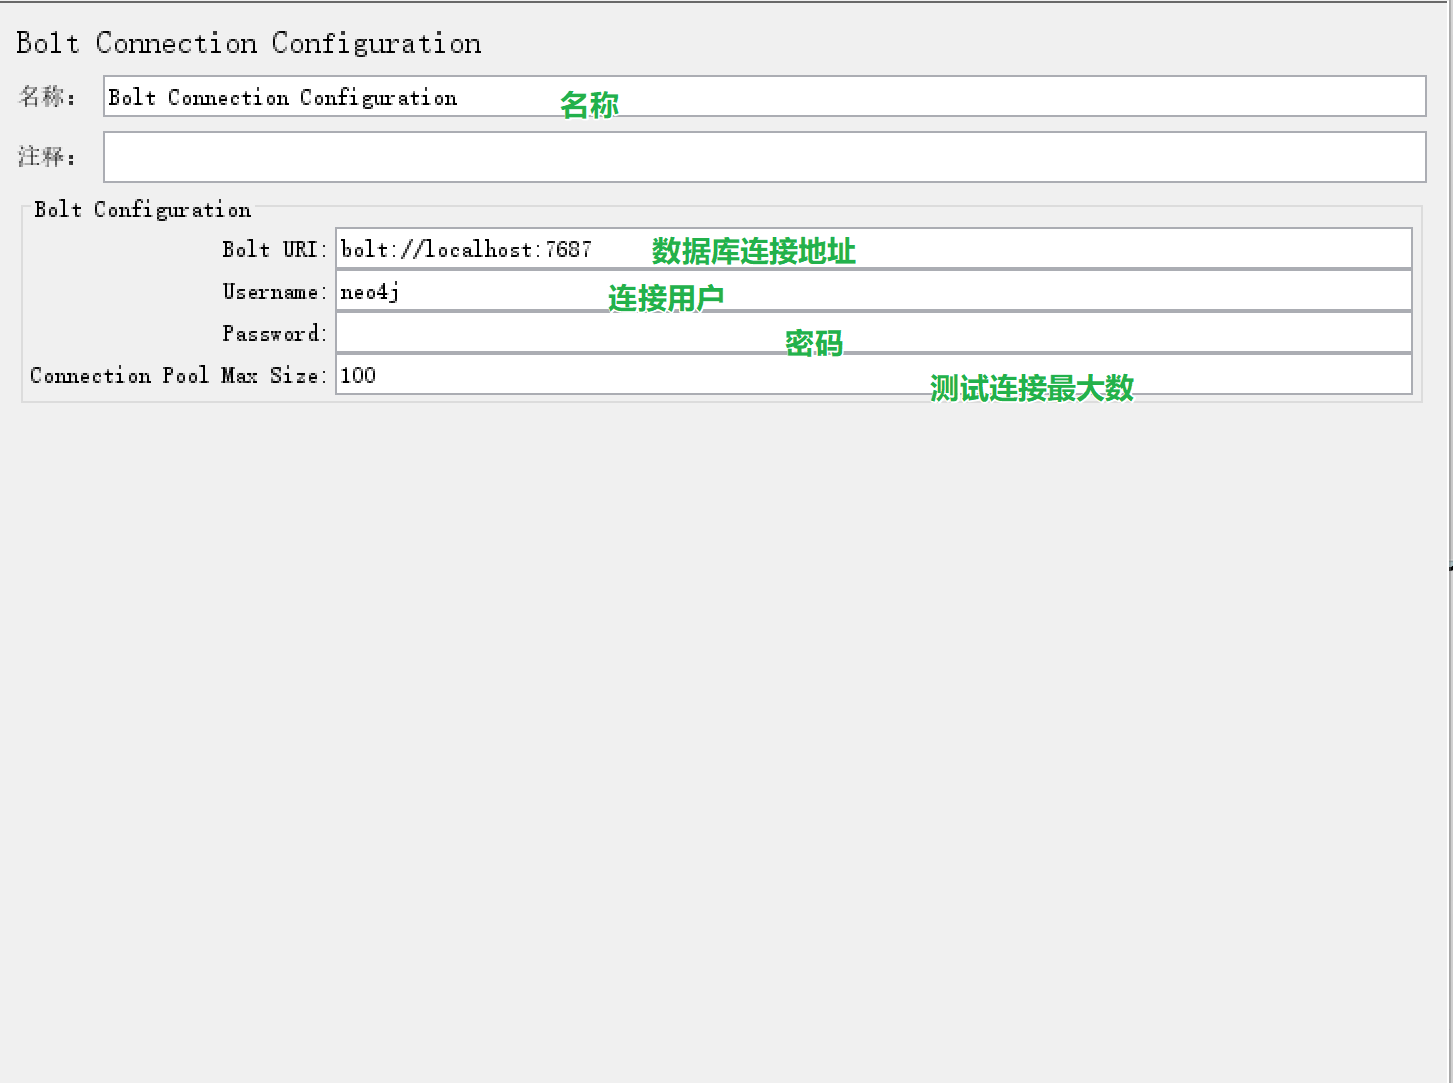 Bolt Connection Configuration
名称： Bolt Connection Configuration 名称
注释：
Bolt Configuration
Bolt URI: bolt://localhost:7687 数据库连接地址
Username: neo4j 连接用户
Password: 密码
Connection Pool Max Size: 100 测试连接最大数